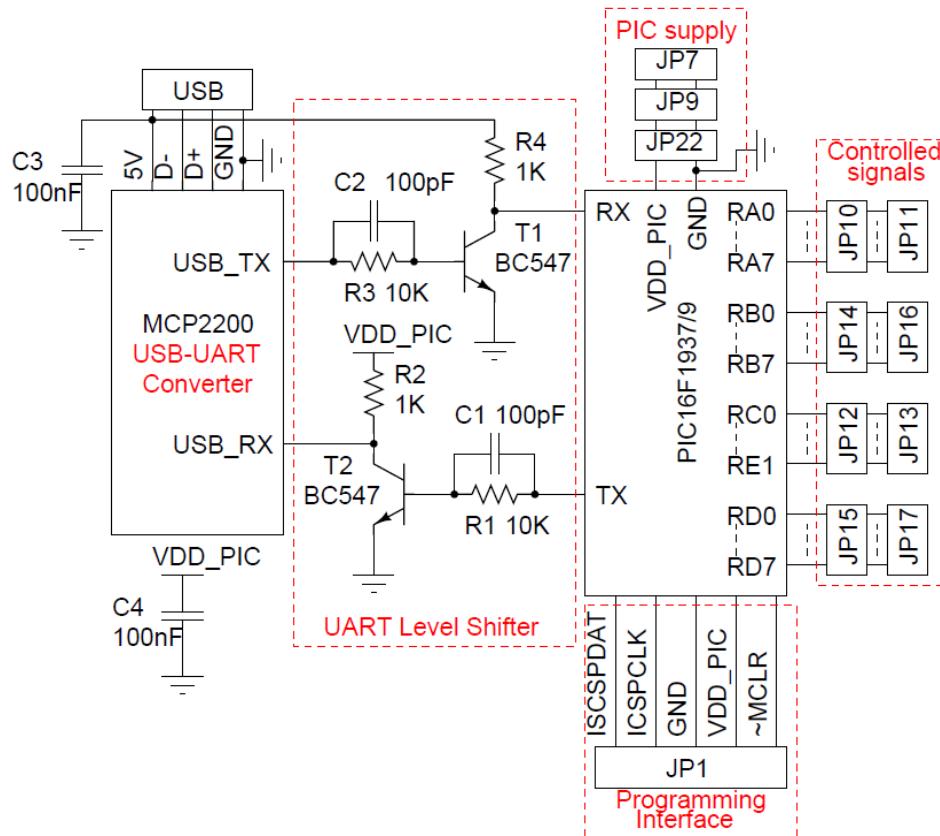 PIC supply
JP7
JP9
JP22
USB
5V
D-
D+
GND
C3
100nF
R4
1K
C2
100pF
T1
BC547
R3 10K
USB_TX
MCP2200
USB-UART
Converter
USB_RX
VDD_PIC
R2
1K
T2
BC547
C1 100pF
R1 10K
UART Level Shifter
VDD_PIC
C4
100nF
RX
TX
VDD_PIC
GND
PIC16F1937/9
RA0
RA7
RB0
RB7
RC0
RE1
RD0
RD7
Controlled
signals
JP10
JP11
JP14
JP16
JP12
JP13
JP15
JP17
ISCSPDAT
ICSPCLK
GND
VDD_PIC
~MCLR
JP1
Programming
Interface